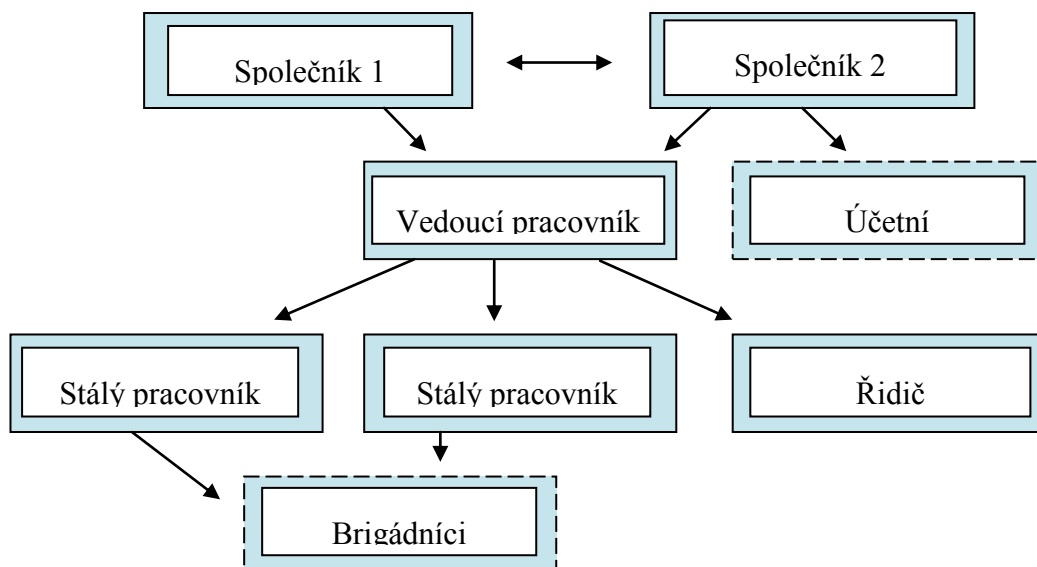 Společník 1
Společník 2
Vedoucí pracovník
Účetní
Stálý pracovník
Stálý pracovník
Řidič
Brigádníci